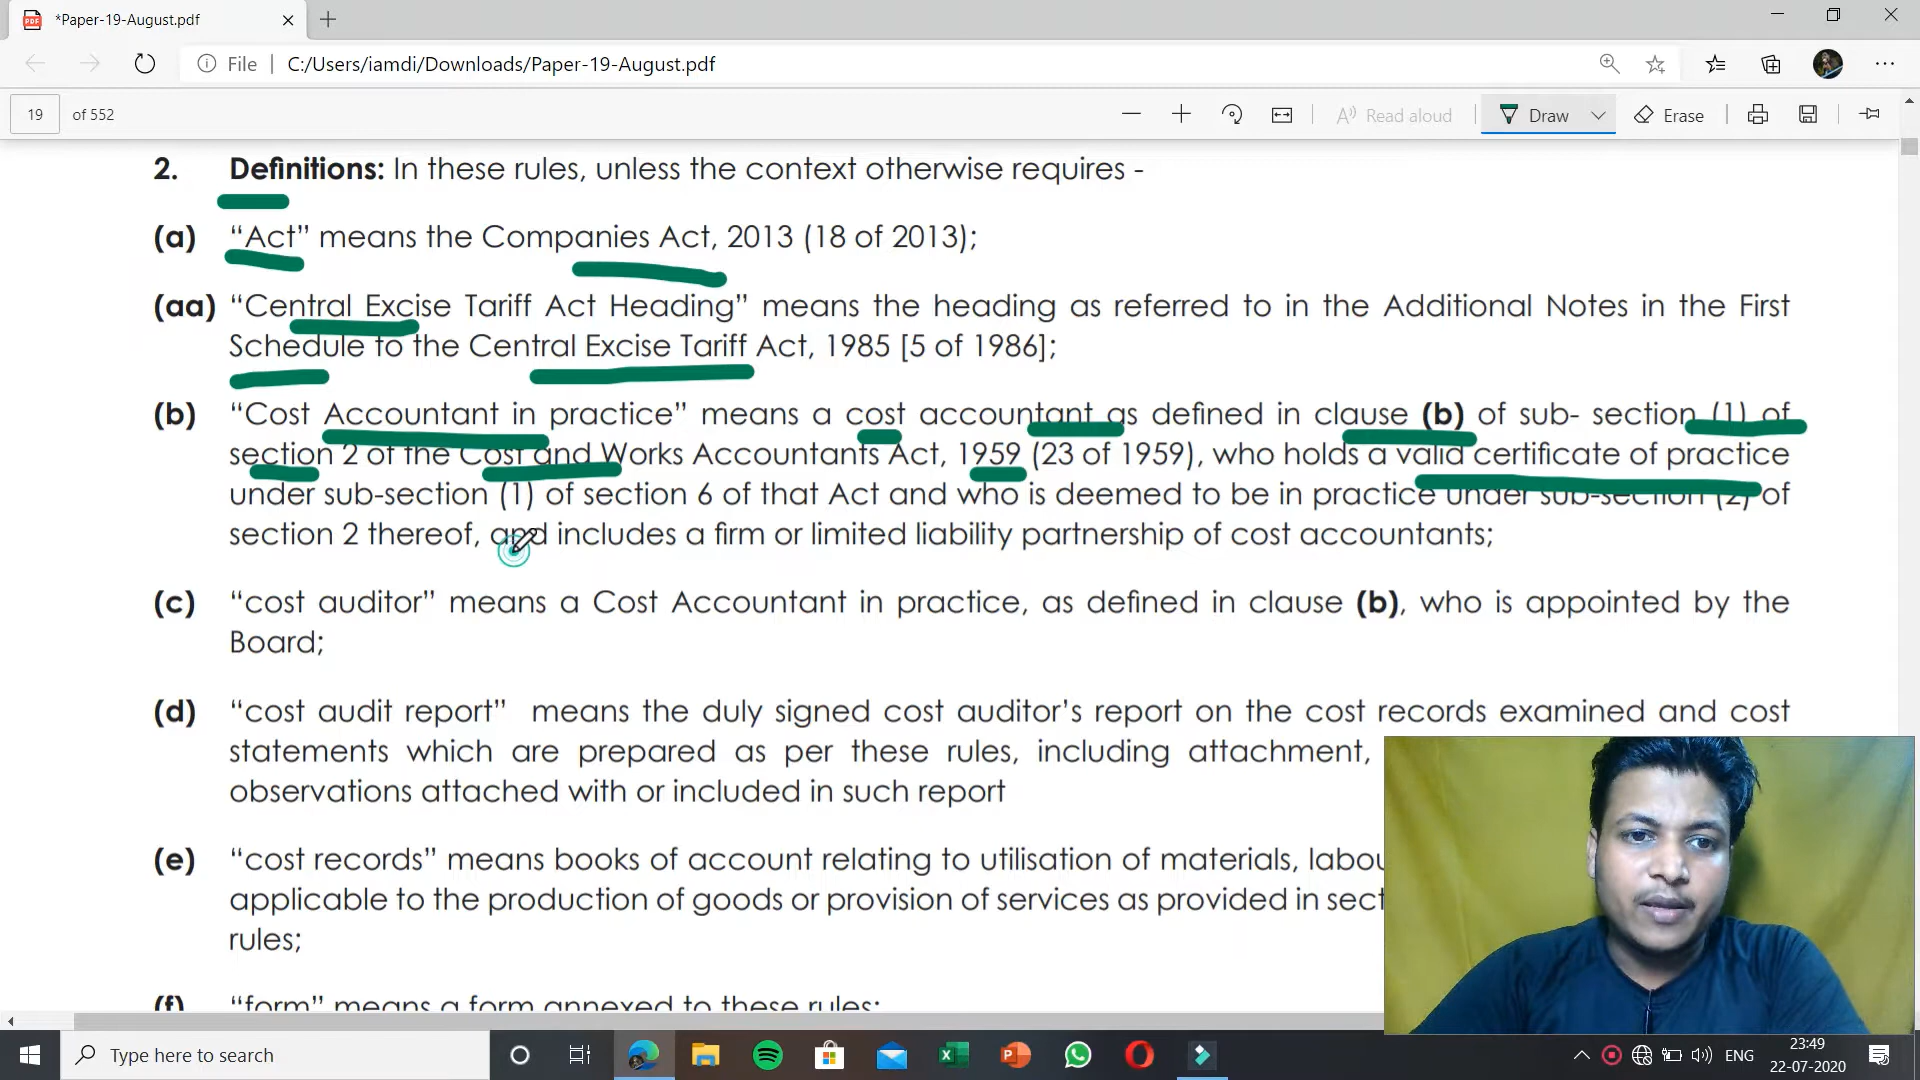 *Paper-19-August.pdf
File | C:/Users/iamdi/Downloads/Paper-19-August.pdf
19 of 552 Read aloud Draw Erase
2. Definitions: In these rules, unless the context otherwise requires -
(a) “Act” means the Companies Act, 2013 (18 of 2013);
(aa) “Central Excise Tariff Act Heading” means the heading as referred to in the Additional Notes in the First
Schedule to the Central Excise Tariff Act, 1985 [5 of 1986];
(b) “Cost Accountant in practice” means a cost accountant as defined in clause (b) of sub- section (1) of
section 2 of the Cost and Works Accountants Act, 1959 (23 of 1959), who holds a valid certificate of practice
under sub-section (1) of section 6 of that Act and who is deemed to be in practice under sub-section (2) of
section 2 thereof, and includes a firm or limited liability partnership of cost accountants;
(c) “cost auditor” means a Cost Accountant in practice, as defined in clause (b), who is appointed by the
Board;
(d) “cost audit report” means the duly signed cost auditor’s report on the cost records examined and cost
statements which are prepared as per these rules, including attachment,
observations attached with or included in such report
(e) “cost records” means books of account relating to utilisation of materials, labou
applicable to the production of goods or provision of services as provided in sect
rules;
(f) “form” means a form annexed to these rules;
Type here to search
ENG
23:49
22-07-2020